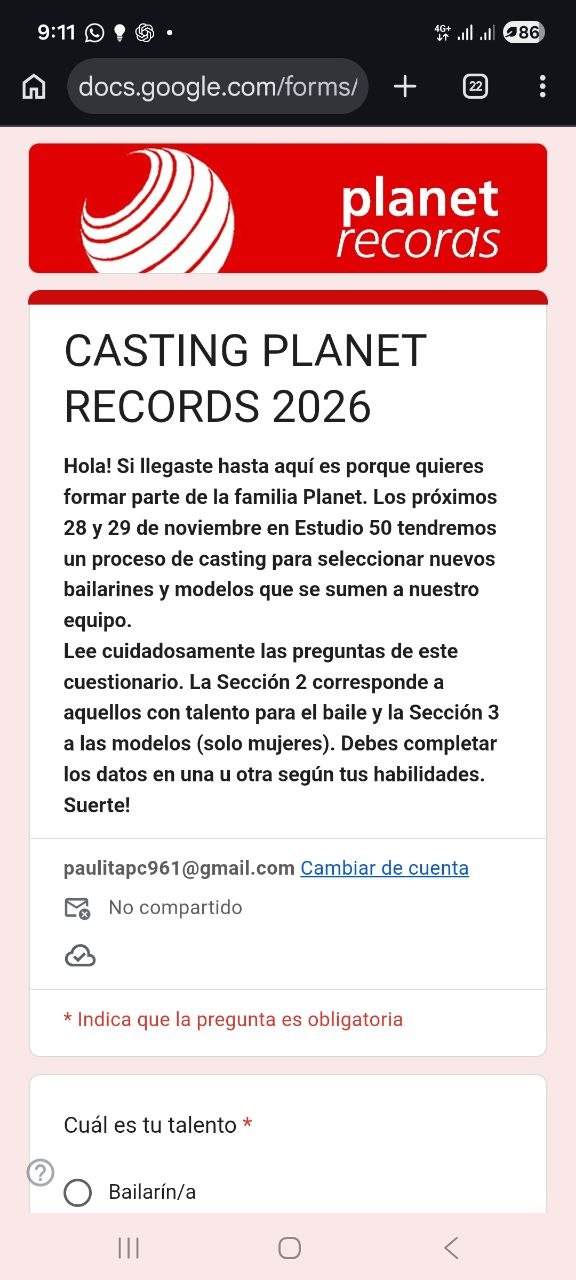 9:11
4G+
86
docs.google.com/forms/
22
planet
records
CASTING PLANET
RECORDS 2026
Hola! Si llegaste hasta aquí es porque quieres
formar parte de la familia Planet. Los próximos
28 y 29 de noviembre en Estudio 50 tendremos
un proceso de casting para seleccionar nuevos
bailarines y modelos que se sumen a nuestro
equipo.
Lee cuidadosamente las preguntas de este
cuestionario. La Sección 2 corresponde a
aquellos con talento para el baile y la Sección 3
a las modelos (solo mujeres). Debes completar
los datos en una u otra según tus habilidades.
Suerte!
paulitapc961@gmail.com Cambiar de cuenta
No compartido
* Indica que la pregunta es obligatoria
Cuál es tu talento *
Bailarín/a